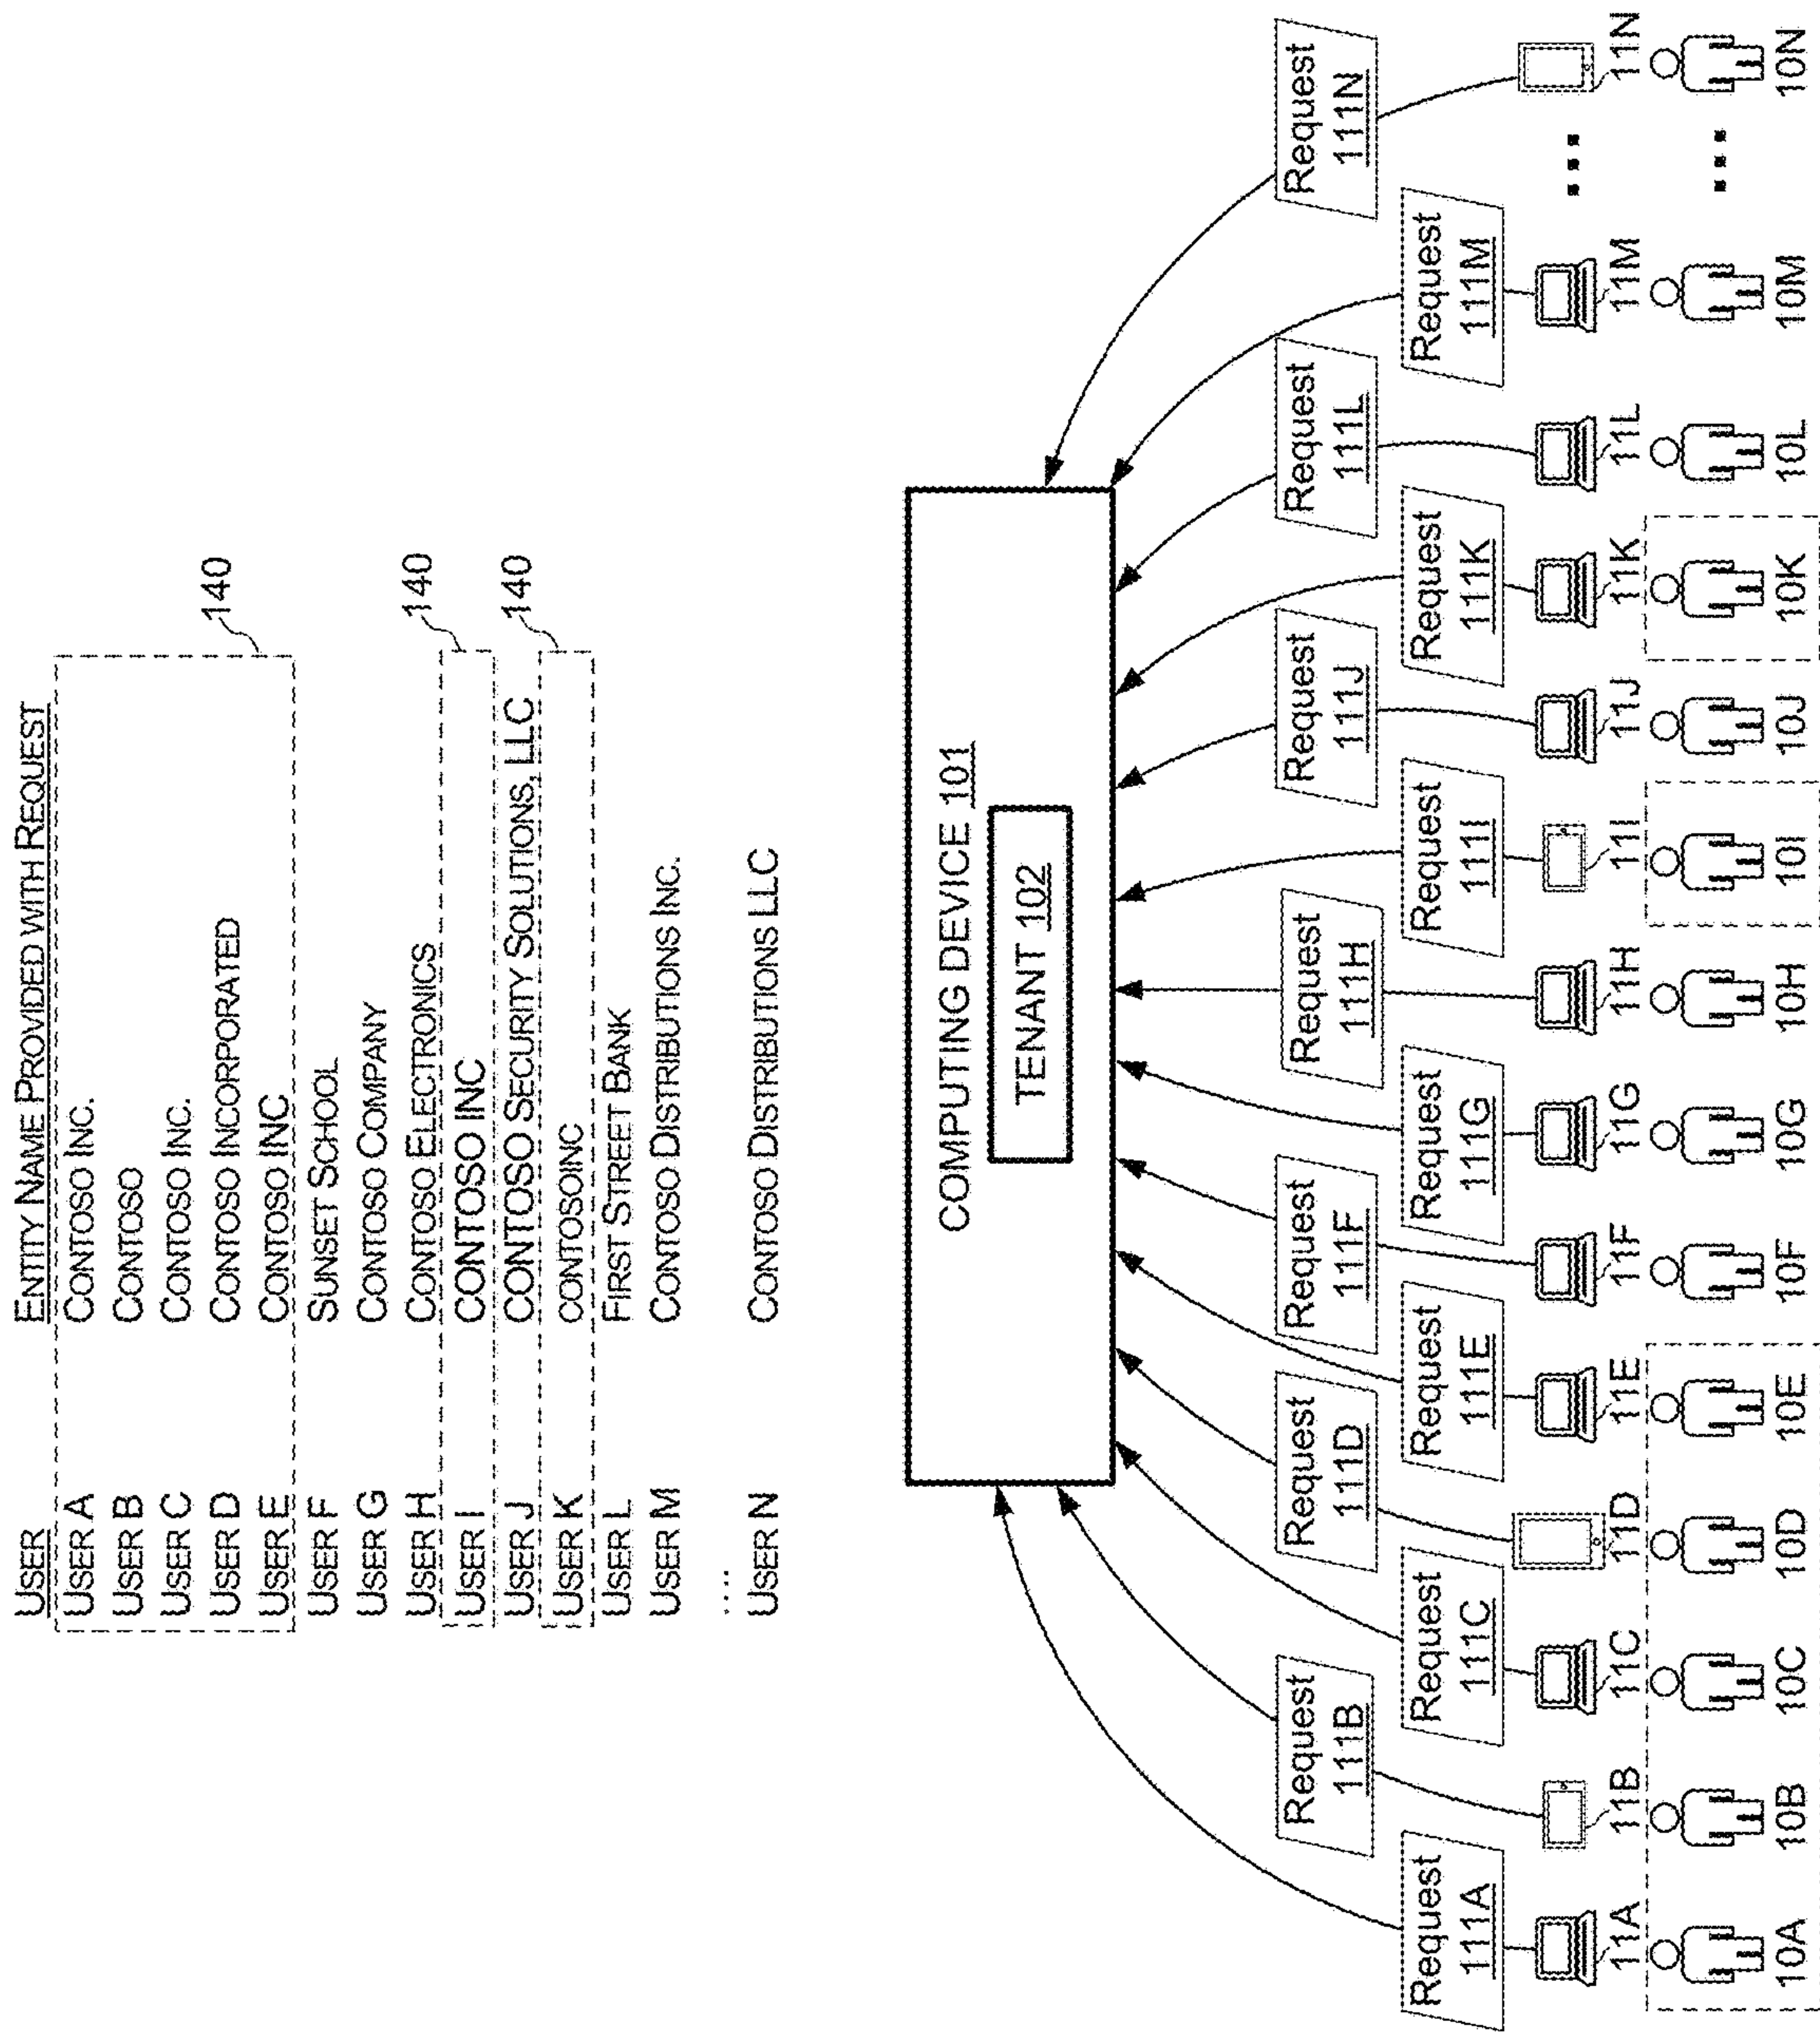 USER ENTITY NAME PROVIDED WITH REQUEST
USER A CONTOSO INC.
USER B CONTOSO
USER C CONTOSO INC.
USER D CONTOSO INCORPORATED
140
USER E CONTOSO INC
USER F SUNSET SCHOOL
USER G CONTOSO COMPANY
USER H CONTOSO ELECTRONICS
140
USER I CONTOSO INC
USER J CONTOSO SECURITY SOLUTIONS, LLC
140
USER K CONTOSOINC
USER L FIRST STREET BANK
USER M CONTOSO DISTRIBUTIONS INC.
....
USER N CONTOSO DISTRIBUTIONS LLC
COMPUTING DEVICE 101
TENANT 102
Request
111A
Request
111B
Request
111C
Request
111D
Request
111E
Request
111F
Request
111G
Request
111H
Request
111I
Request
111J
Request
111K
Request
111L
Request
111M
Request
111N
11A 11B 11C 11D 11E 11F 11G 11H 11I 11J 11K 11L 11M 11N
10A 10B 10C 10D 10E 10F 10G 10H 10I 10J 10K 10L 10M 10N